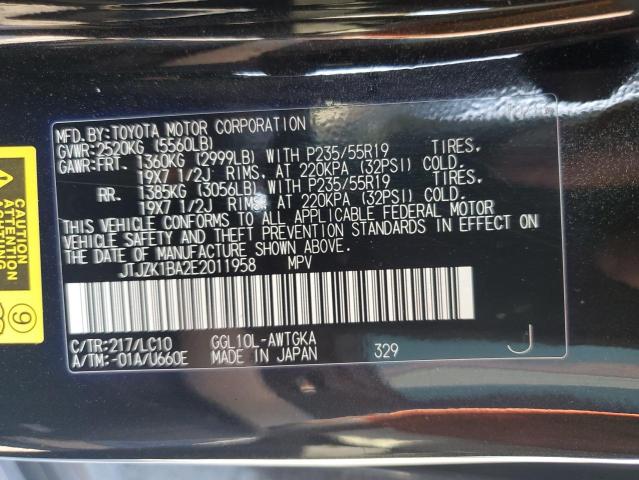 MFD. BY: TOYOTA MOTOR CORPORATION
GVWR: 2520KG (5560LB)
GAWR: FRT. 1360KG (2999LB) WITH P235/55R19 TIRES,
19X7 1/2J RIMS, AT 220KPA (32PSI) COLD.
RR. 1385KG (3056LB) WITH P235/55R19 TIRES,
19X7 1/2J RIMS, AT 220KPA (32PSI) COLD.
THIS VEHICLE CONFORMS TO ALL APPLICABLE FEDERAL MOTOR
VEHICLE SAFETY AND THEFT PREVENTION STANDARDS IN EFFECT ON
THE DATE OF MANUFACTURE SHOWN ABOVE.
JTJZK1BA2E2011958 MPV
C/TR: 217/LC10 GGL10L-AWTGKA
A/TM: -01A/U660E MADE IN JAPAN 329 J
ATTENTION
9